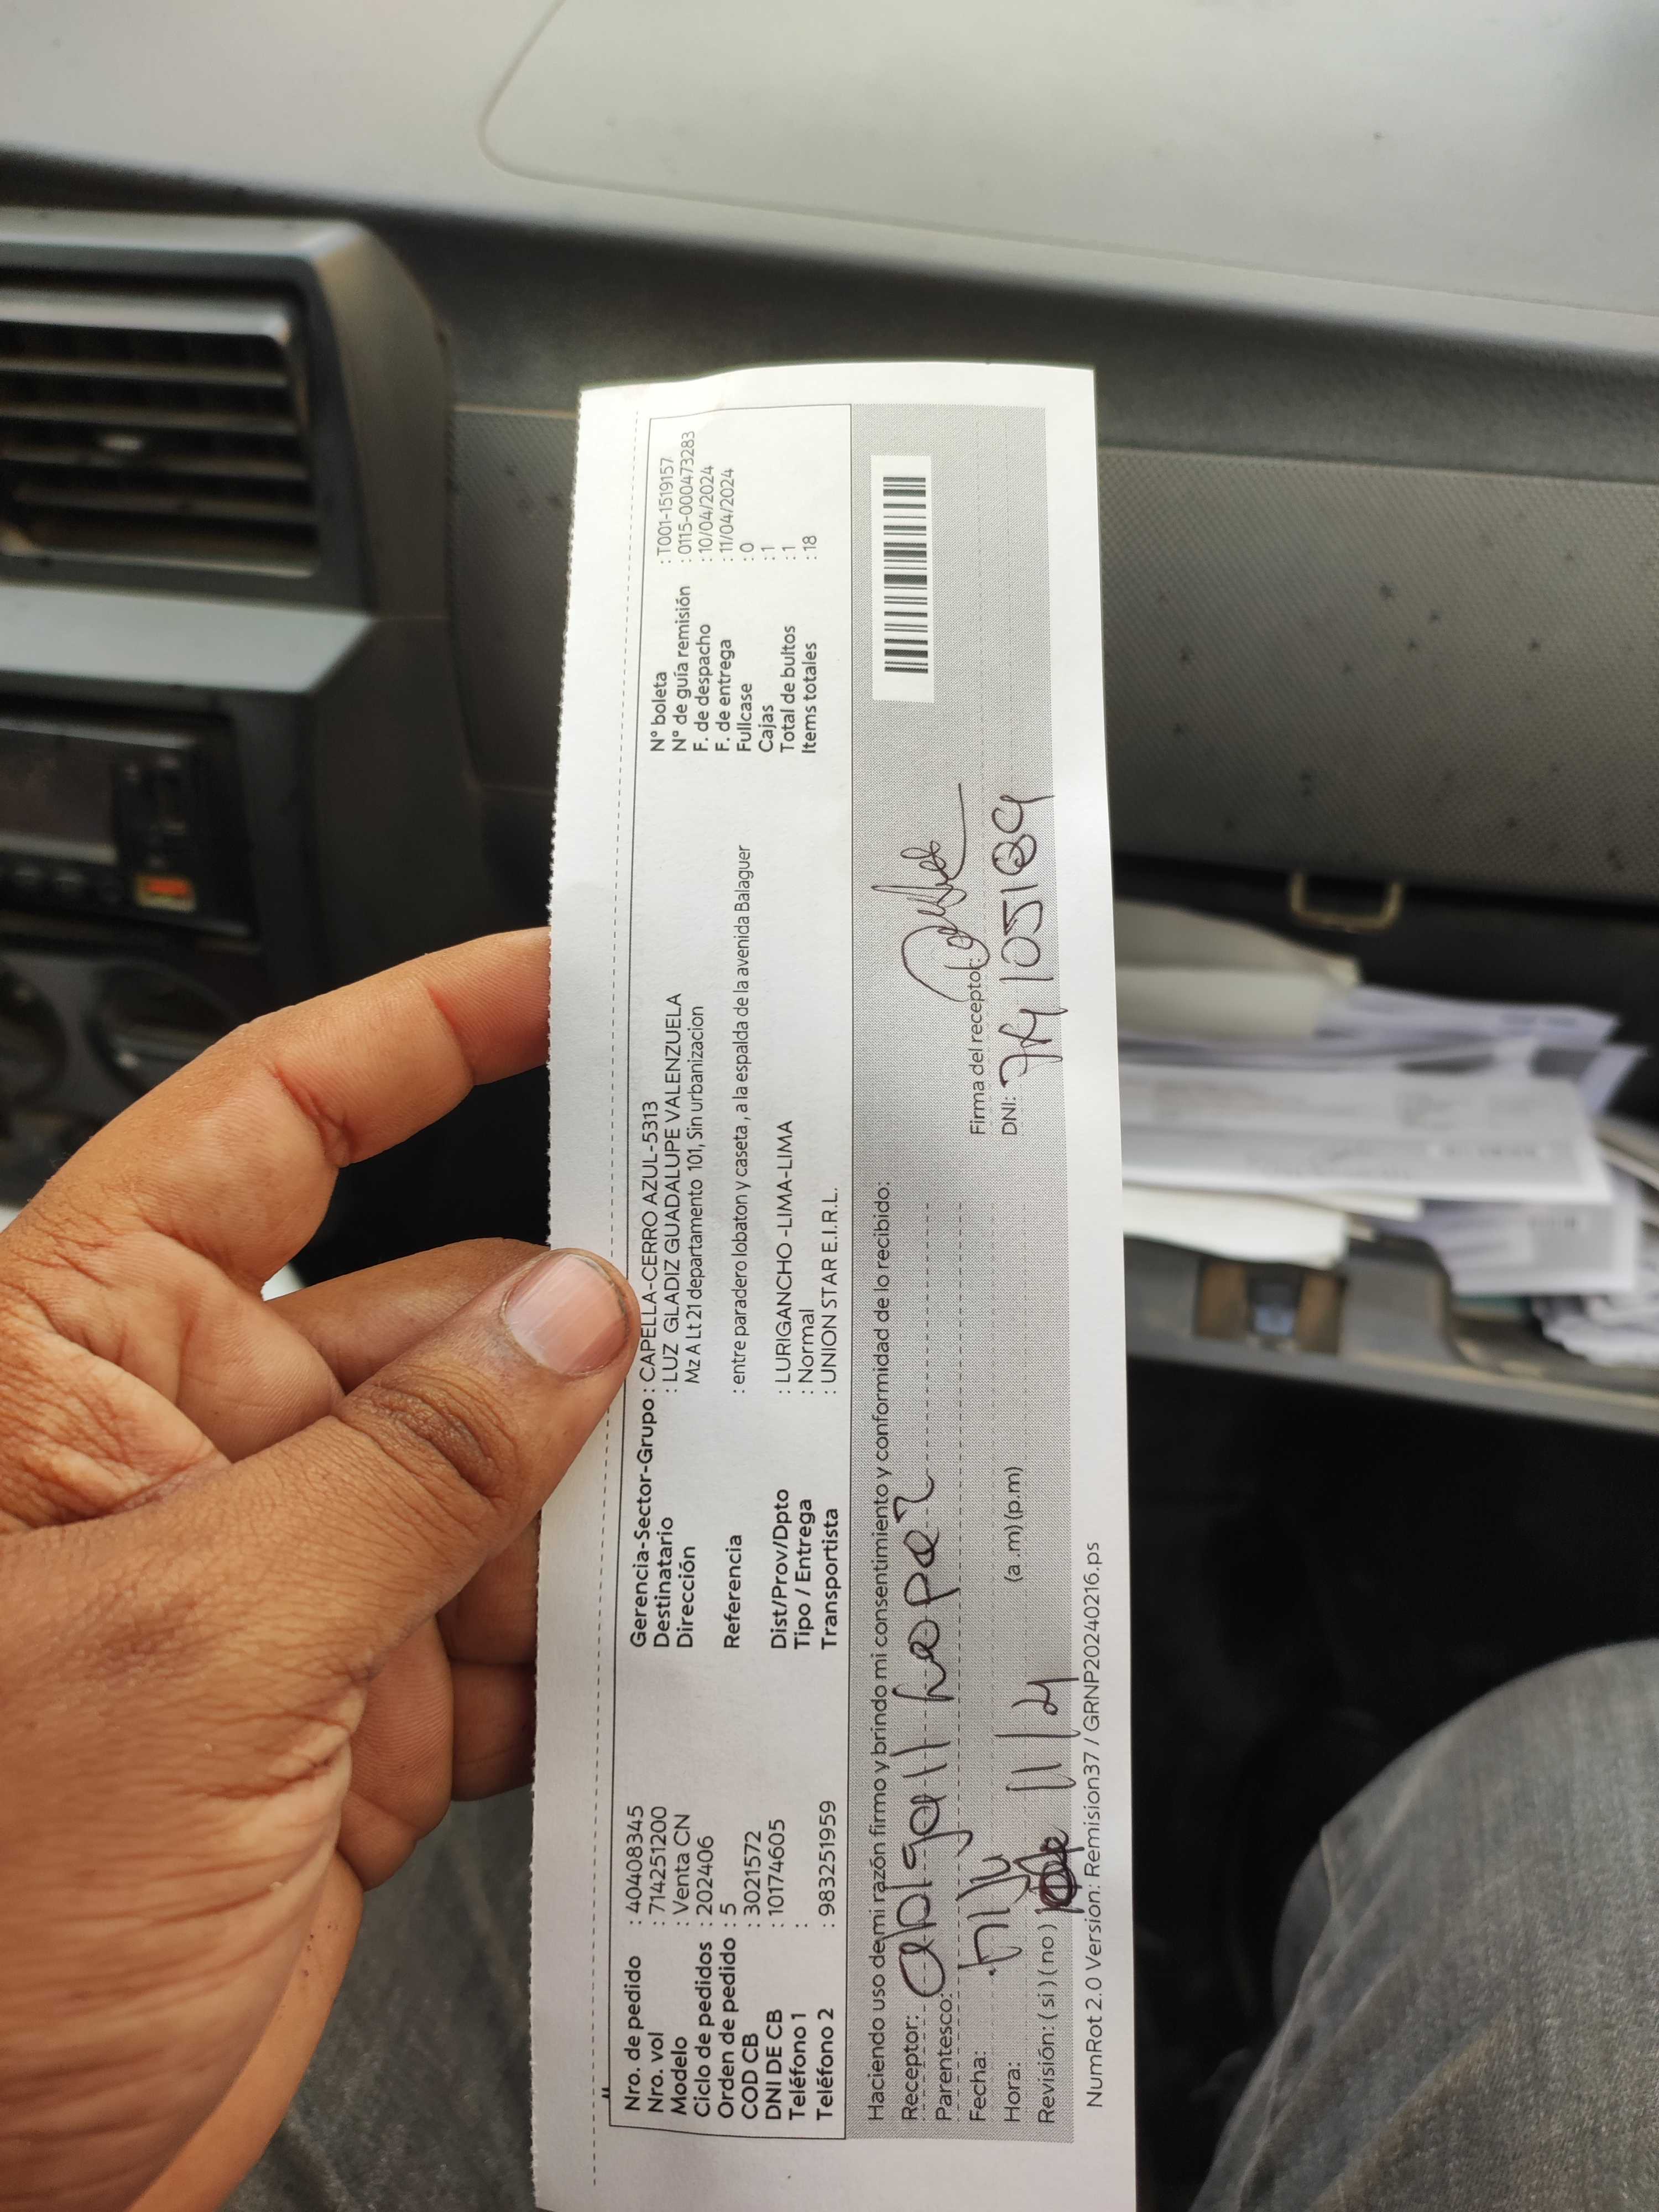 Nro. de pedido : 40408345
Nro. vol : 714251200
Modelo : Venta CN
Ciclo de pedidos : 202406
Orden de pedido : 5
COD CB : 3021572
DNI DE CB : 10174605
Teléfono 1 :
Teléfono 2 : 983251959
Gerencia-Sector-Grupo : CAPELLA-CERRO AZUL-5313
Destinatario : LUZ GLADIZ GUADALUPE VALENZUELA
Dirección Mz A Lt 21 departamento 101, Sin urbanizacion
Referencia : entre paradero lobaton y caseta , a la espalda de la avenida Balaguer
Dist/Prov/Dpto : LURIGANCHO -LIMA-LIMA
Tipo / Entrega : Normal
Transportista : UNION STAR E.I.R.L.
N° boleta : T001-1519157
N° de guía remisión : 0115-000473283
F. de despacho : 10/04/2024
F. de entrega : 11/04/2024
Fullcase : 0
Cajas : 1
Total de bultos : 1
Items totales : 18
Haciendo uso de mi razón firmo y brindo mi consentimiento y conformidad de lo recibido:
Receptor: abigail
Parentesco:
Fecha: 11/4
Hora: (a.m) (p.m)
Revisión: ( si ) ( no )
Firma del receptor:
DNI:
NumRot 2.0 Version: Remision37 / GRNP20240216.ps